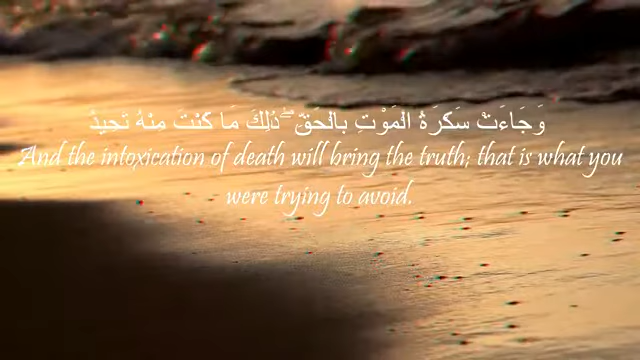 وَجَاءَتْ سَكْرَةُ الْمَوْتِ بِالْحَقِّ ۖ ذَٰلِكَ مَا كُنْتَ مِنْهُ تَحِيدُ
And the intoxication of death will bring the truth; that is what you
were trying to avoid.